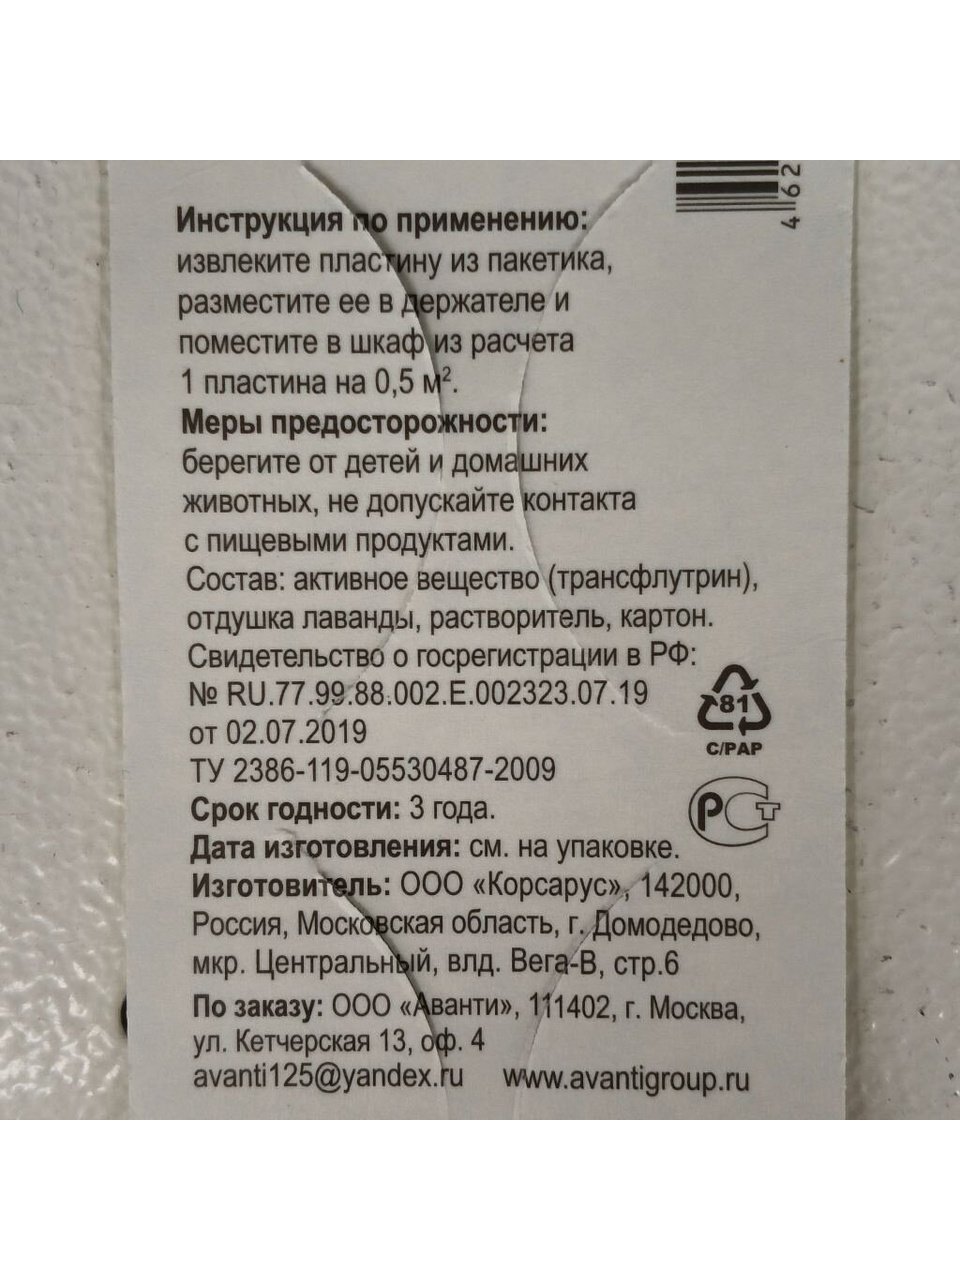 4 62
Инструкция по применению:
извлеките пластину из пакетика,
разместите ее в держателе и
поместите в шкаф из расчета
1 пластина на 0,5 м².
Меры предосторожности:
берегите от детей и домашних
животных, не допускайте контакта
с пищевыми продуктами.
Состав: активное вещество (трансфлутрин),
отдушка лаванды, растворитель, картон.
Свидетельство о госрегистрации в РФ:
№ RU.77.99.88.002.Е.002323.07.19
от 02.07.2019
ТУ 2386-119-05530487-2009
81
C/PAP
Срок годности: 3 года.
РСТ
Дата изготовления: см. на упаковке.
Изготовитель: ООО «Корсарус», 142000,
Россия, Московская область, г. Домодедово,
мкр. Центральный, влд. Вега-В, стр.6
По заказу: ООО «Аванти», 111402, г. Москва,
ул. Кетчерская 13, оф. 4
avanti125@yandex.ru www.avantigroup.ru